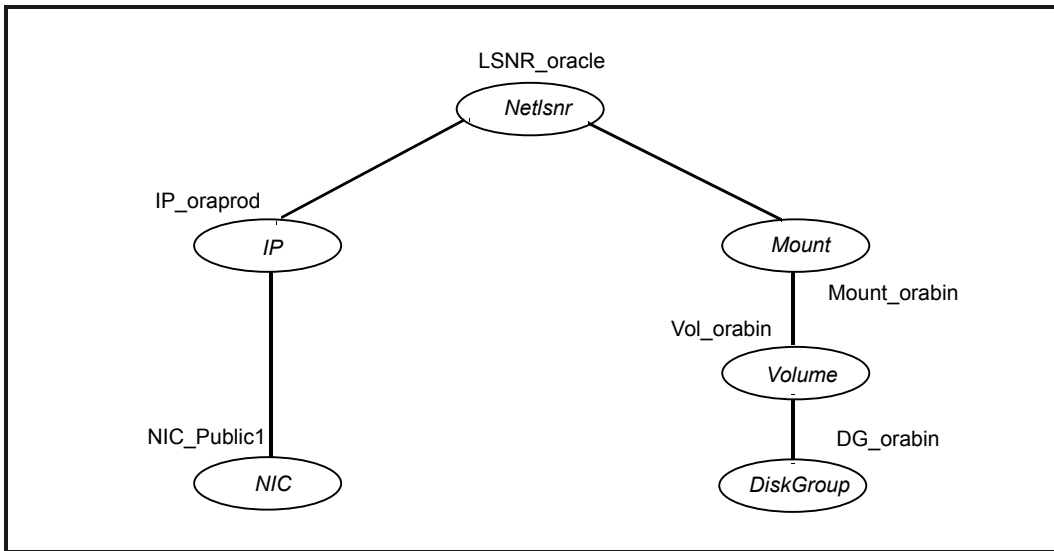 LSNR_oracle
Netlsnr
IP_oraprod
IP
Mount
Mount_orabin
Vol_orabin
Volume
NIC_Public1
DG_orabin
NIC
DiskGroup